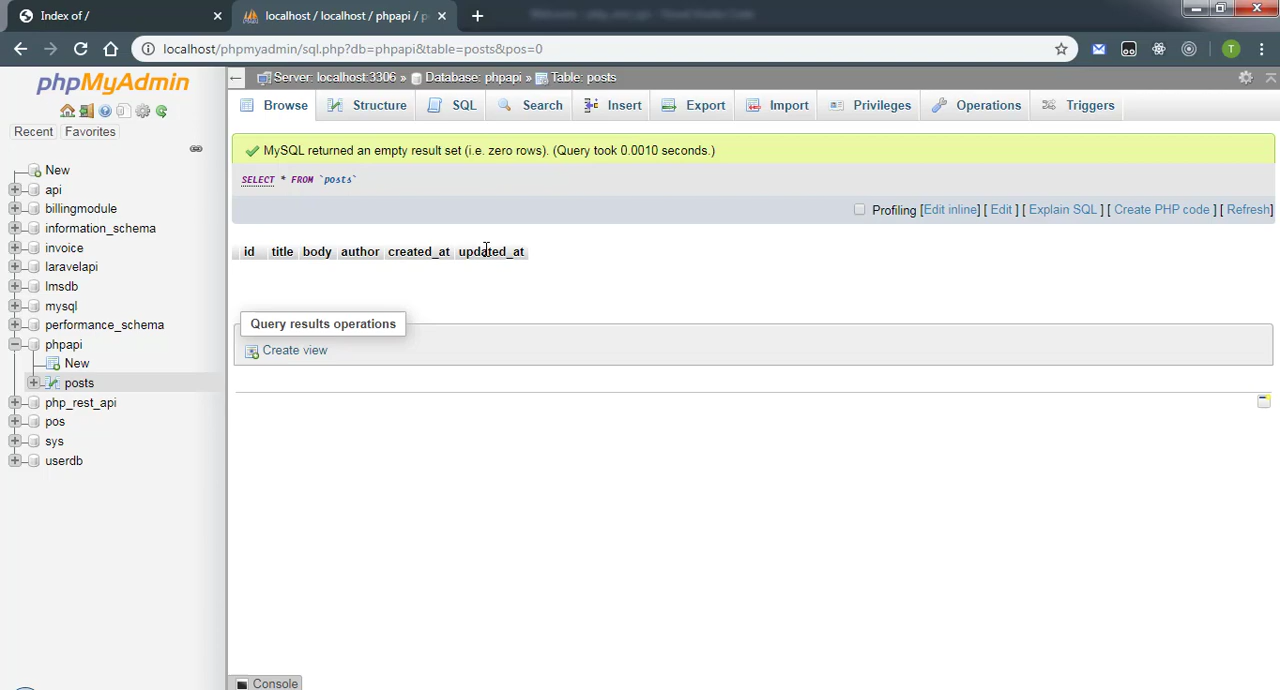 Index of /
localhost / localhost / phpapi / p
localhost/phpmyadmin/sql.php?db=phpapi&table=posts&pos=0
T
phpMyAdmin
Recent
Favorites
New
api
billingmodule
information_schema
invoice
laravelapi
lmsdb
mysql
performance_schema
phpapi
New
posts
php_rest_api
pos
sys
userdb
Server: localhost:3306 » Database: phpapi » Table: posts
Browse
Structure
SQL
Search
Insert
Export
Import
Privileges
Operations
Triggers
MySQL returned an empty result set (i.e. zero rows). (Query took 0.0010 seconds.)
SELECT * FROM `posts`
Profiling [Edit inline] [ Edit ] [ Explain SQL ] [ Create PHP code ] [ Refresh]
id title body author created_at updated_at
Query results operations
Create view
Console